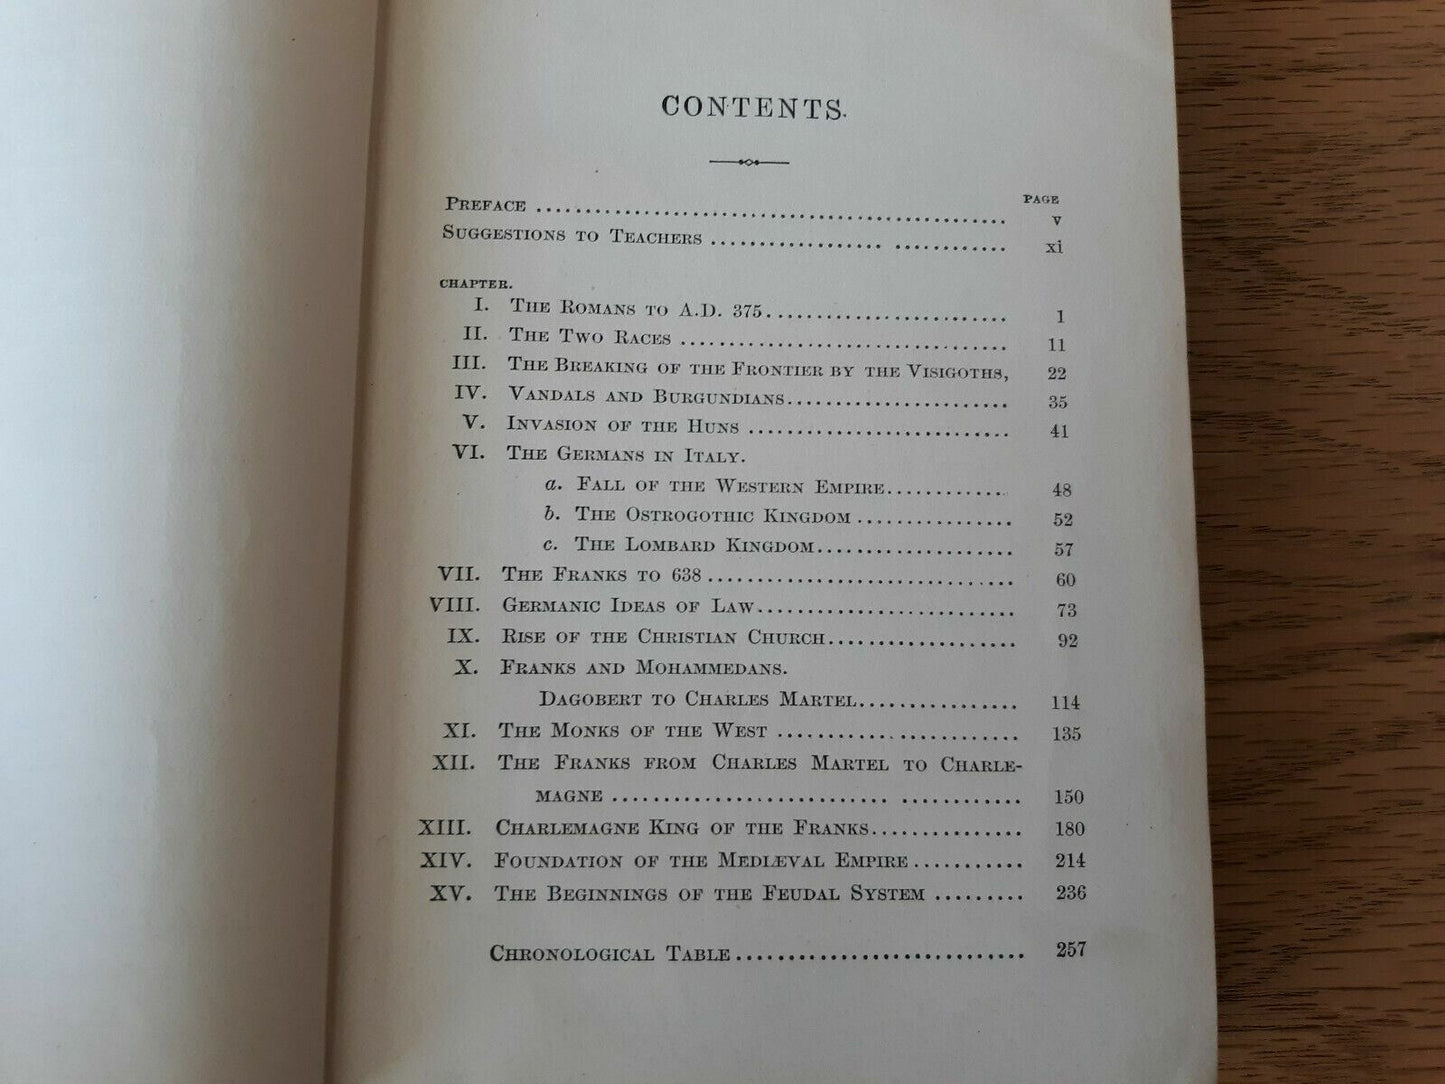 CONTENTS.
PAGE
PREFACE .................................................. v
SUGGESTIONS TO TEACHERS .................. ............ xi
CHAPTER.
I. THE ROMANS TO A.D. 375......................... 1
II. THE TWO RACES ................................. 11
III. THE BREAKING OF THE FRONTIER BY THE VISIGOTHS, 22
IV. VANDALS AND BURGUNDIANS....................... 35
V. INVASION OF THE HUNS ........................... 41
VI. THE GERMANS IN ITALY.
a. FALL OF THE WESTERN EMPIRE............. 48
b. THE OSTROGOTHIC KINGDOM ................ 52
c. THE LOMBARD KINGDOM.................... 57
VII. THE FRANKS TO 638 .............................. 60
VIII. GERMANIC IDEAS OF LAW......................... 73
IX. RISE OF THE CHRISTIAN CHURCH.................. 92
X. FRANKS AND MOHAMMEDANS.
DAGOBERT TO CHARLES MARTEL................ 114
XI. THE MONKS OF THE WEST ....................... 135
XII. THE FRANKS FROM CHARLES MARTEL TO CHARLE-
MAGNE ........................... ............ 150
XIII. CHARLEMAGNE KING OF THE FRANKS............... 180
XIV. FOUNDATION OF THE MEDIÆVAL EMPIRE ........... 214
XV. THE BEGINNINGS OF THE FEUDAL SYSTEM ......... 236
CHRONOLOGICAL TABLE ............................ 257